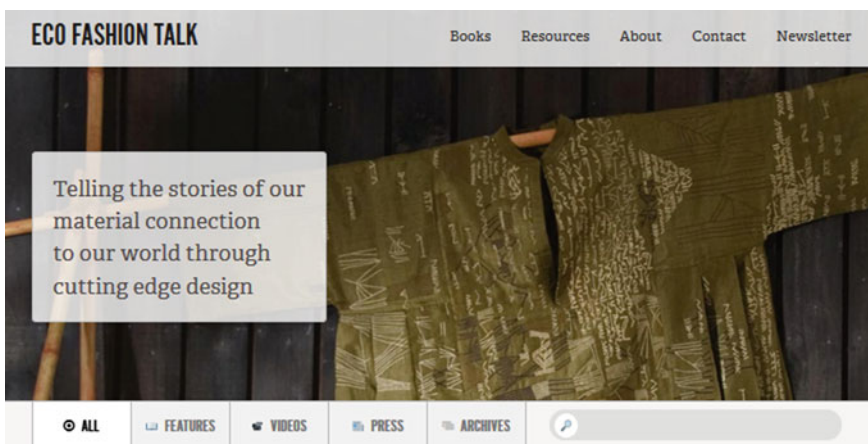 ECO FASHION TALK
Books Resources About Contact Newsletter
Telling the stories of our
material connection
to our world through
cutting edge design
ALL FEATURES VIDEOS PRESS ARCHIVES